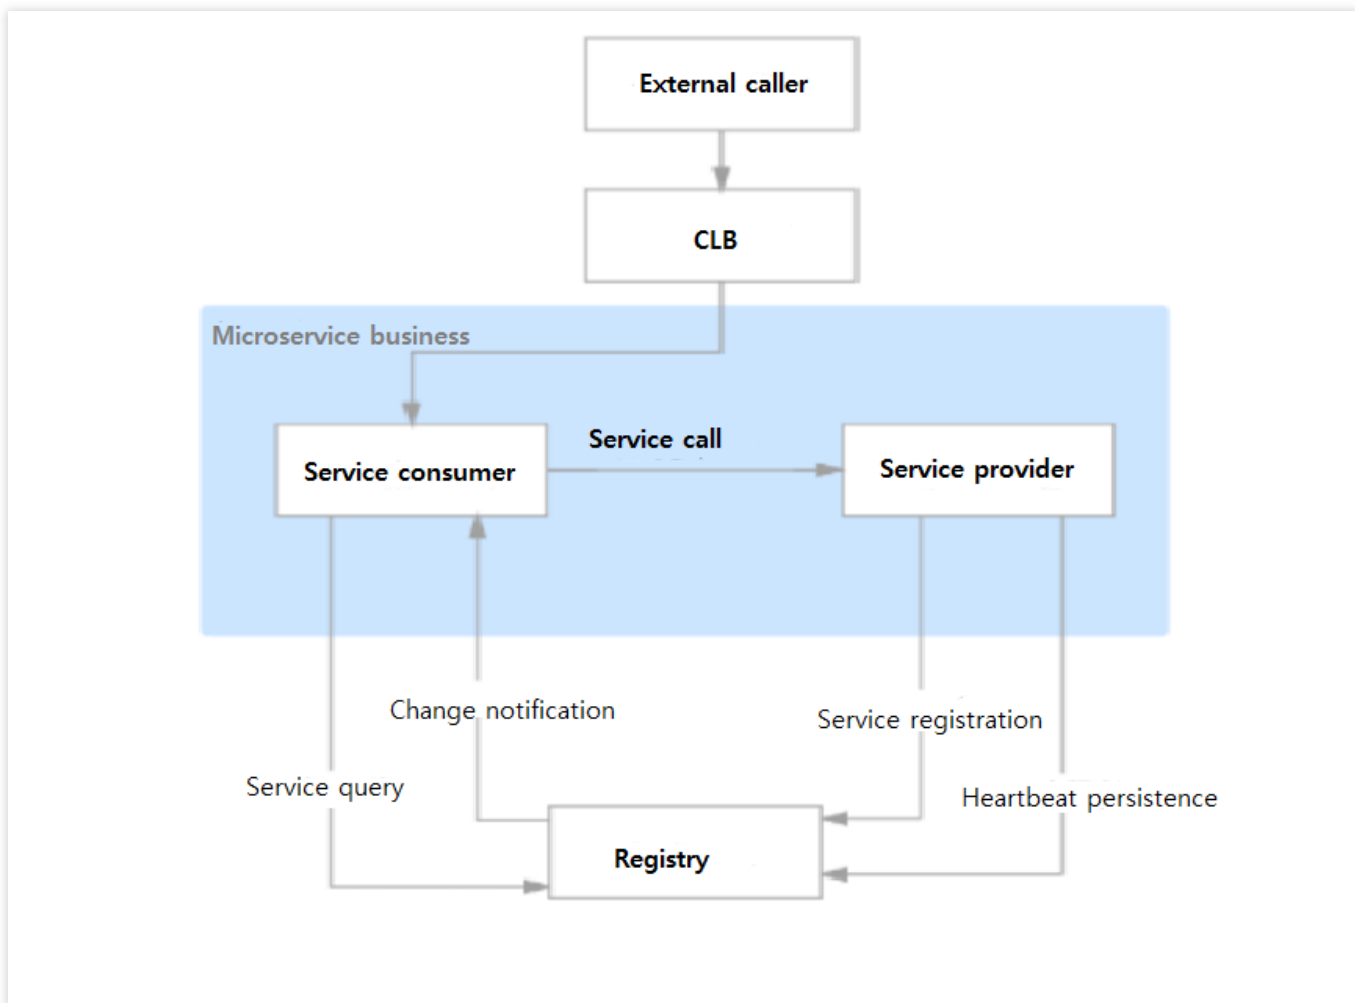 External caller
CLB
Microservice business
Service call
Service consumer
Service provider
Change notification
Service registration
Service query
Heartbeat persistence
Registry